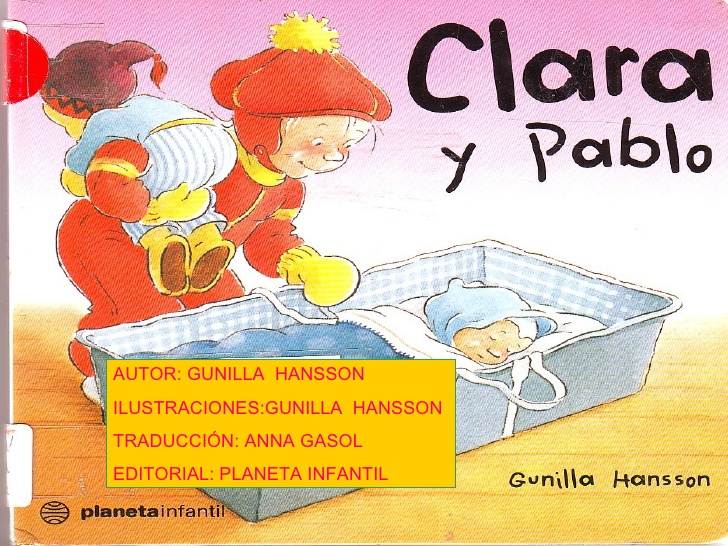 Clara
y Pablo
AUTOR: GUNILLA HANSSON
ILUSTRACIONES:GUNILLA HANSSON
TRADUCCIÓN: ANNA GASOL
EDITORIAL: PLANETA INFANTIL
Gunilla Hansson
planetainfantil